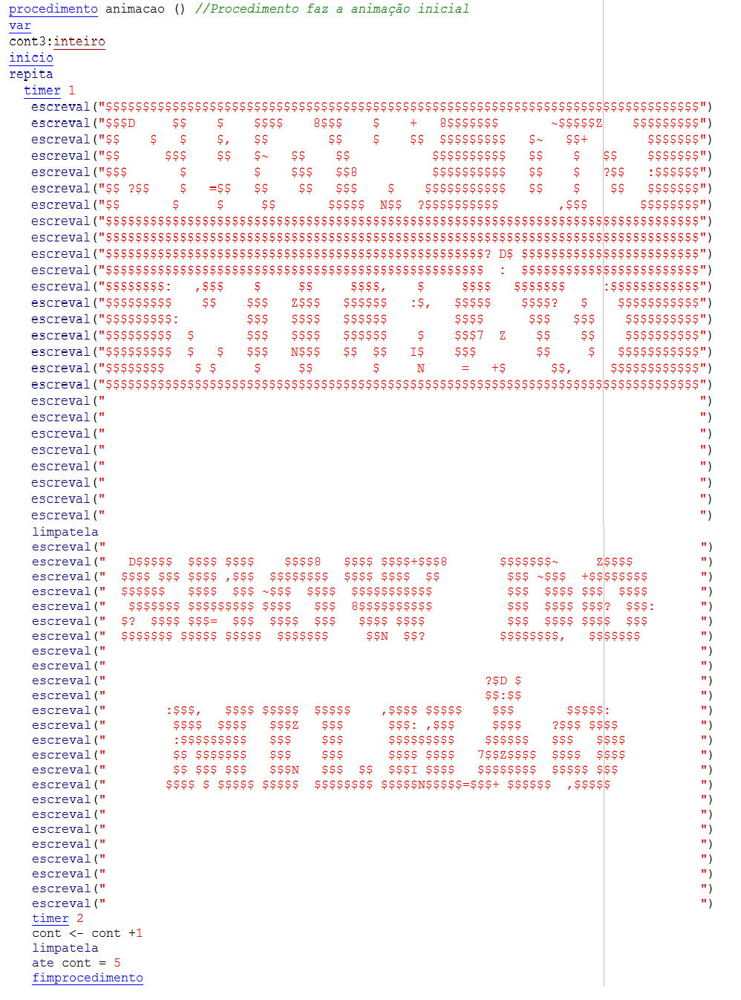 procedimento animacao () //Procedimento faz a animação inicial
var
cont3:inteiro
inicio
repita
timer 1
escreval("$$$$$$$$$$$$$$$$$$$$$$$$$$$$$$$$$$$$$$$$$$$$$$$$$$$$$$$$$$$$$$$$$$$$$$$$$$$$$$$$")
escreval("$$$D     $$    $    $$$$    8$$$    $    +   8$$$$$$$       ~$$$$$Z    $$$$$$$$$")
escreval("$$    $   $    $,   $$        $$    $    $$  $$$$$$$$$   $~   $$+        $$$$$$$")
escreval("$$      $$$    $$   $~   $$    $$           $$$$$$$$$$   $$    $   $$    $$$$$$$")
escreval("$$$       $         $    $$$   $$8          $$$$$$$$$$   $$    $   ?$$   :$$$$$$")
escreval("$$ ?$$    $   =$$   $$    $$   $$$    $    $$$$$$$$$$$   $$    $    $$   $$$$$$$")
escreval("$$       $     $     $$       $$$$$  N$$  ?$$$$$$$$$$        ,$$$       $$$$$$$$")
escreval("$$$$$$$$$$$$$$$$$$$$$$$$$$$$$$$$$$$$$$$$$$$$$$$$$$$$$$$$$$$$$$$$$$$$$$$$$$$$$$$$")
escreval("$$$$$$$$$$$$$$$$$$$$$$$$$$$$$$$$$$$$$$$$$$$$$$$$$$$$$$$$$$$$$$$$$$$$$$$$$$$$$$$$")
escreval("$$$$$$$$$$$$$$$$$$$$$$$$$$$$$$$$$$$$$$$$$$$$$$$$$$$? D$ $$$$$$$$$$$$$$$$$$$$$$$$")
escreval("$$$$$$$$$$$$$$$$$$$$$$$$$$$$$$$$$$$$$$$$$$$$$$$$$$$  :  $$$$$$$$$$$$$$$$$$$$$$$$")
escreval("$$$$$$$$:   ,$$$    $     $$     $$$$,    $     $$$$   $$$$$$$     :$$$$$$$$$$$$")
escreval("$$$$$$$$$    $$    $$$   Z$$$   $$$$$$   :$,   $$$$$    $$$$?   $    $$$$$$$$$$$")
escreval("$$$$$$$$$:         $$$   $$$$   $$$$$$         $$$$      $$$   $$$    $$$$$$$$$$")
escreval("$$$$$$$$$  $       $$$   $$$$   $$$$$$    $    $$$7  Z    $$    $$    $$$$$$$$$$")
escreval("$$$$$$$$$  $   $   $$$   N$$$   $$  $$   I$    $$$        $$     $   $$$$$$$$$$$")
escreval("$$$$$$$$    $ $     $     $$        $     N     =   +$      $$,     $$$$$$$$$$$$")
escreval("$$$$$$$$$$$$$$$$$$$$$$$$$$$$$$$$$$$$$$$$$$$$$$$$$$$$$$$$$$$$$$$$$$$$$$$$$$$$$$$$")
escreval("                                                                                ")
escreval("                                                                                ")
escreval("                                                                                ")
escreval("                                                                                ")
escreval("                                                                                ")
escreval("                                                                                ")
escreval("                                                                                ")
escreval("                                                                                ")
limpatela
escreval("                                                                                ")
escreval("   D$$$$$  $$$$ $$$$    $$$$8   $$$$ $$$$+$$$8       $$$$$$$~     Z$$$$         ")
escreval("  $$$$ $$$ $$$$ ,$$$  $$$$$$$$  $$$$ $$$$  $$         $$$ ~$$$  +$$$$$$$$       ")
escreval("  $$$$$$   $$$$  $$$ ~$$$  $$$$  $$$$$$$$$$$          $$$  $$$$ $$$  $$$$       ")
escreval("   $$$$$$$ $$$$$$$$$ $$$$   $$$  8$$$$$$$$$$          $$$  $$$$ $$$?  $$$:      ")
escreval("  $?  $$$$ $$$=  $$$  $$$$  $$$   $$$$ $$$$           $$$  $$$$ $$$$  $$$       ")
escreval("  $$$$$$$ $$$$$ $$$$$  $$$$$$$     $$N  $$?          $$$$$$$$,   $$$$$$$        ")
escreval("                                                                                ")
escreval("                                                                                ")
escreval("                                                   ?$D $                        ")
escreval("                                                   $$:$$                        ")
escreval("        :$$$,   $$$$ $$$$$  $$$$$    ,$$$$ $$$$$    $$$       $$$$$:            ")
escreval("         $$$$  $$$$   $$$Z   $$$      $$$: ,$$$     $$$$    ?$$$ $$$$           ")
escreval("         :$$$$$$$$$   $$$    $$$      $$$$$$$$$    $$$$$$   $$$   $$$$          ")
escreval("         $$ $$$$$$$   $$$    $$$      $$$$ $$$$   7$$Z$$$$  $$$$  $$$$          ")
escreval("         $$ $$$ $$$   $$$N   $$$  $$  $$$I $$$$   $$$$$$$$  $$$$$ $$$           ")
escreval("        $$$$ $ $$$$$ $$$$$  $$$$$$$$ $$$$$N$$$$$=$$$+ $$$$$$  ,$$$$$            ")
escreval("                                                                                ")
escreval("                                                                                ")
escreval("                                                                                ")
escreval("                                                                                ")
escreval("                                                                                ")
escreval("                                                                                ")
escreval("                                                                                ")
escreval("                                                                                ")
timer 2
cont <- cont +1
limpatela
ate cont = 5
fimprocedimento